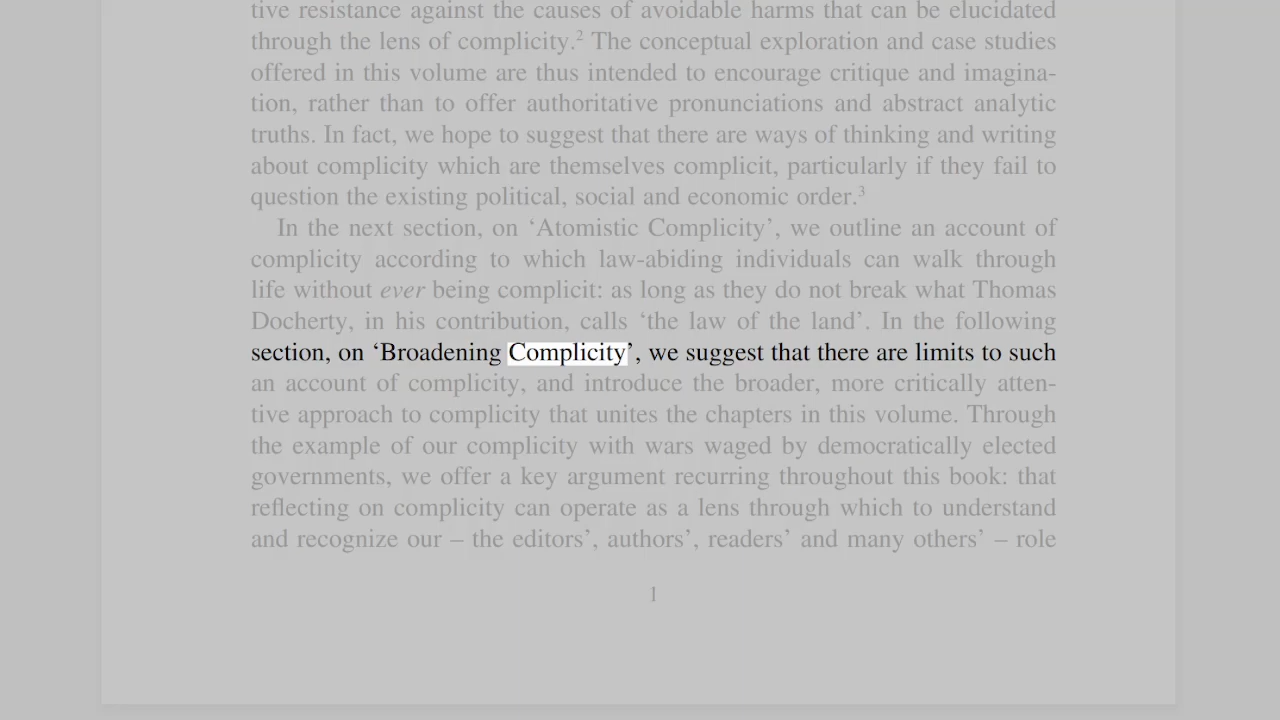 tive resistance against the causes of avoidable harms that can be elucidated
through the lens of complicity.² The conceptual exploration and case studies
offered in this volume are thus intended to encourage critique and imagina-
tion, rather than to offer authoritative pronunciations and abstract analytic
truths. In fact, we hope to suggest that there are ways of thinking and writing
about complicity which are themselves complicit, particularly if they fail to
question the existing political, social and economic order.³
In the next section, on ‘Atomistic Complicity’, we outline an account of
complicity according to which law-abiding individuals can walk through
life without ever being complicit: as long as they do not break what Thomas
Docherty, in his contribution, calls ‘the law of the land’. In the following
section, on ‘Broadening Complicity’, we suggest that there are limits to such
an account of complicity, and introduce the broader, more critically atten-
tive approach to complicity that unites the chapters in this volume. Through
the example of our complicity with wars waged by democratically elected
governments, we offer a key argument recurring throughout this book: that
reflecting on complicity can operate as a lens through which to understand
and recognize our – the editors’, authors’, readers’ and many others’ – role
1